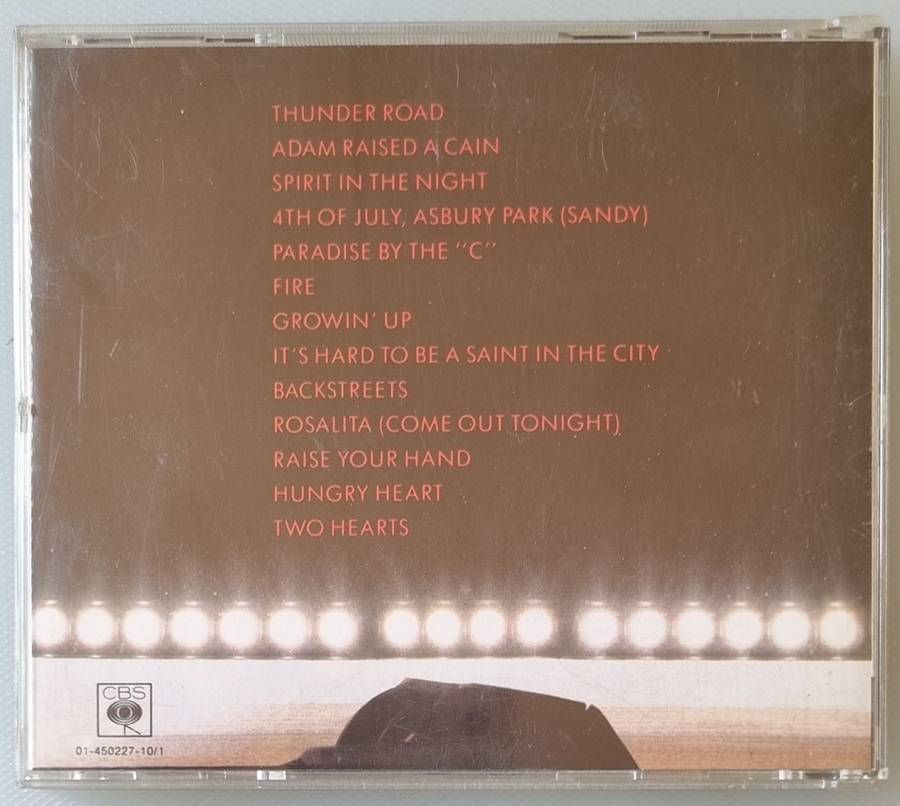 THUNDER ROAD
ADAM RAISED A CAIN
SPIRIT IN THE NIGHT
4TH OF JULY, ASBURY PARK (SANDY)
PARADISE BY THE "C"
FIRE
GROWIN' UP
IT'S HARD TO BE A SAINT IN THE CITY
BACKSTREETS
ROSALITA (COME OUT TONIGHT)
RAISE YOUR HAND
HUNGRY HEART
TWO HEARTS
CBS
01-450227-10/1